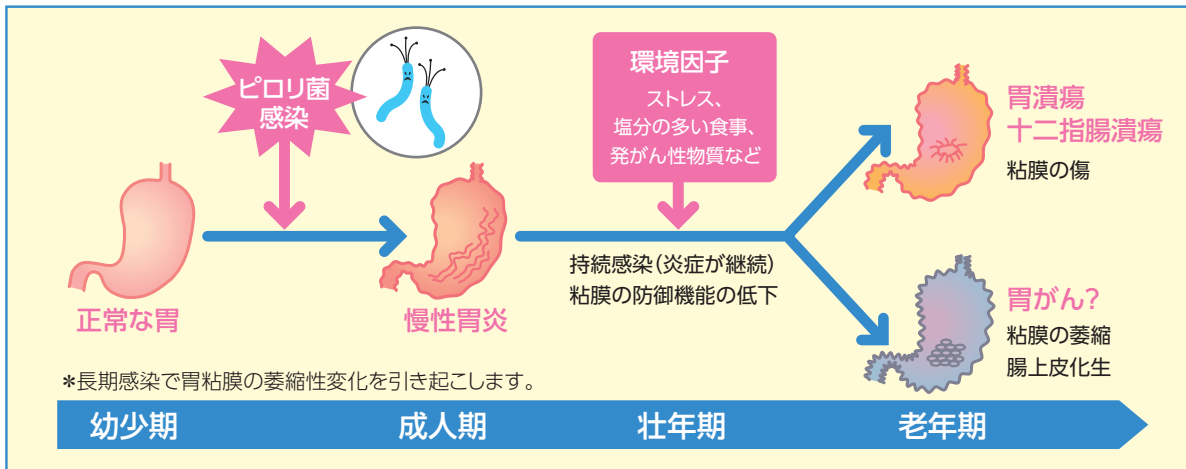 ピロリ菌
感染
環境因子
ストレス、
塩分の多い食事、
発がん性物質など
胃潰瘍
十二指腸潰瘍
粘膜の傷
正常な胃
慢性胃炎
持続感染（炎症が継続）
粘膜の防御機能の低下
胃がん？
粘膜の萎縮
腸上皮化生
*長期感染で胃粘膜の萎縮性変化を引き起こします。
幼少期
成人期
壮年期
老年期